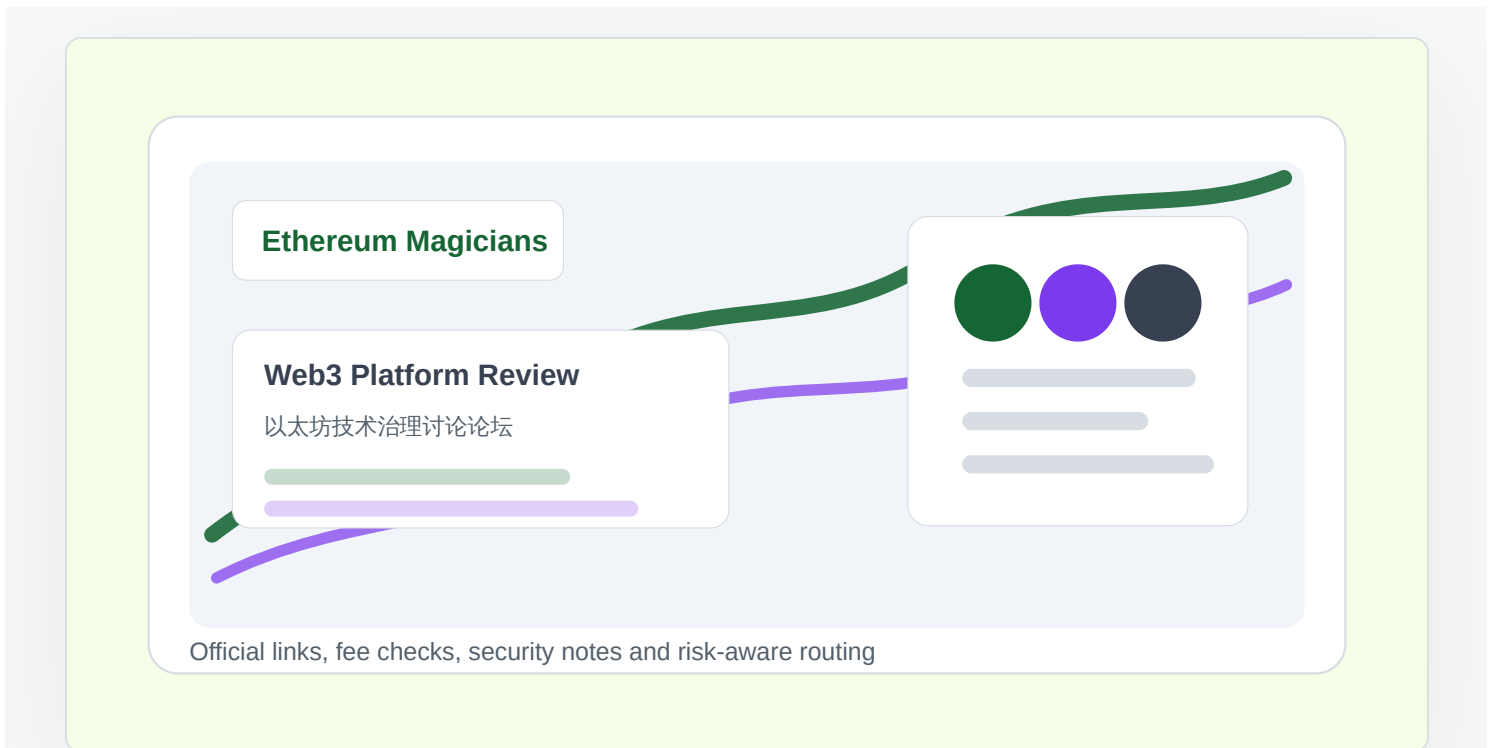 Ethereum Magicians
Web3 Platform Review
以太坊技术治理讨论论坛
Official links, fee checks, security notes and risk-aware routing